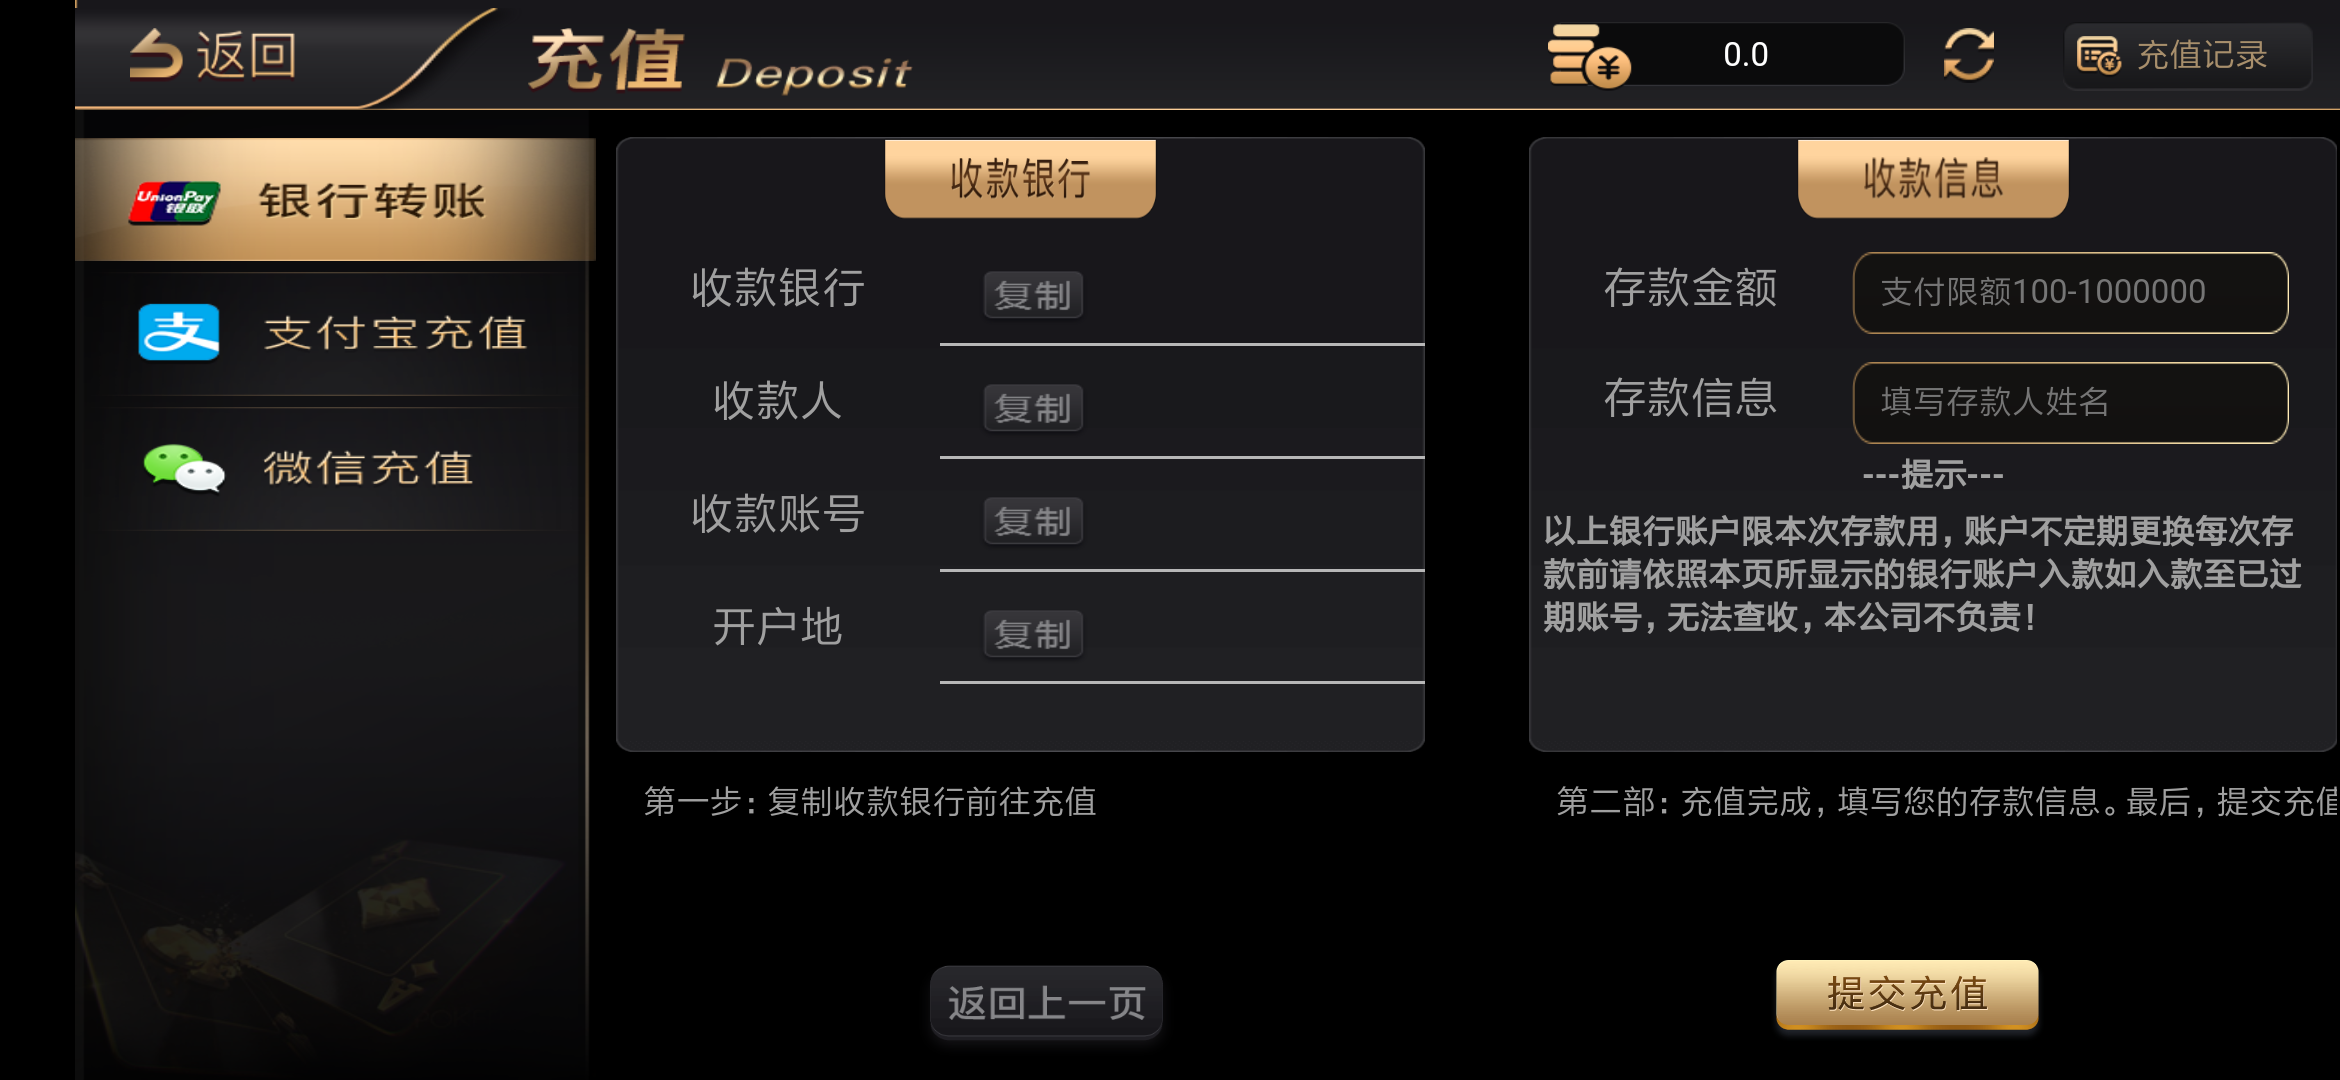 返回
充值 Deposit
0.0
充值记录
UnionPay
银联
银行转账
支付宝充值
微信充值
收款银行
收款银行 复制
收款人 复制
收款账号 复制
开户地 复制
第一步：复制收款银行前往充值
返回上一页
收款信息
存款金额 支付限额100-1000000
存款信息 填写存款人姓名
---提示---
以上银行账户限本次存款用，账户不定期更换每次存
款前请依照本页所显示的银行账户入款如入款至已过
期账号，无法查收，本公司不负责！
第二部：充值完成，填写您的存款信息。最后，提交充值
提交充值